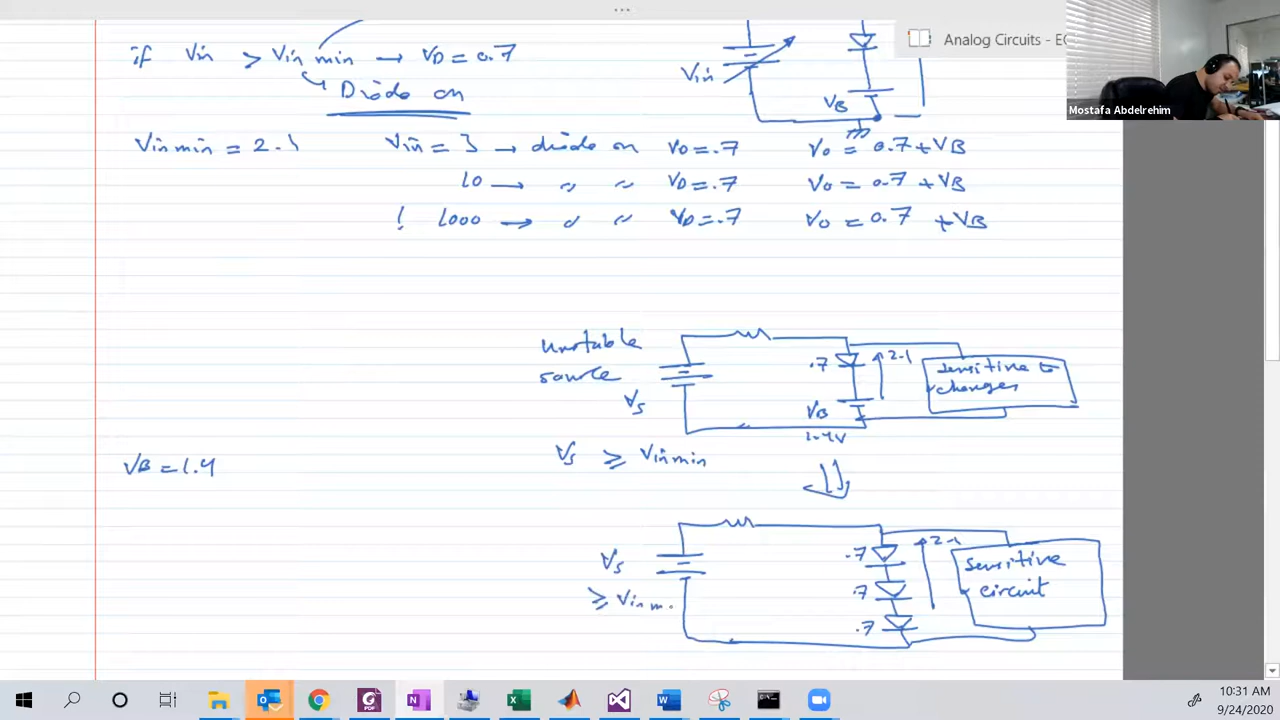 Analog Circuits - EC
Mostafa Abdelrehim
if Vin > Vin min → VD = 0.7
Diode on
Vin
VB
Vin min = 2.1 Vin = 3 → diode on VD = .7 Vo = 0.7 + VB
10 → " " VD = .7 Vo = 0.7 + VB
! 1000 → " " VD = .7 Vo = 0.7 + VB
unstable
source
Vs
.7
2.1
VB
1.4V
Sensitive to
changes
Vs ≥ Vin min
VB = 1.4
Vs
≥ Vin m.
.7
.7
.7
2.1
Sensitive
circuit
10:31 AM
9/24/2020